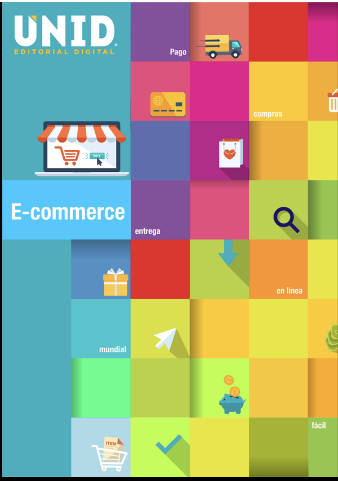 UNID
EDITORIAL DIGITAL
Pago
compras
E-commerce
entrega
en línea
mundial
fácil